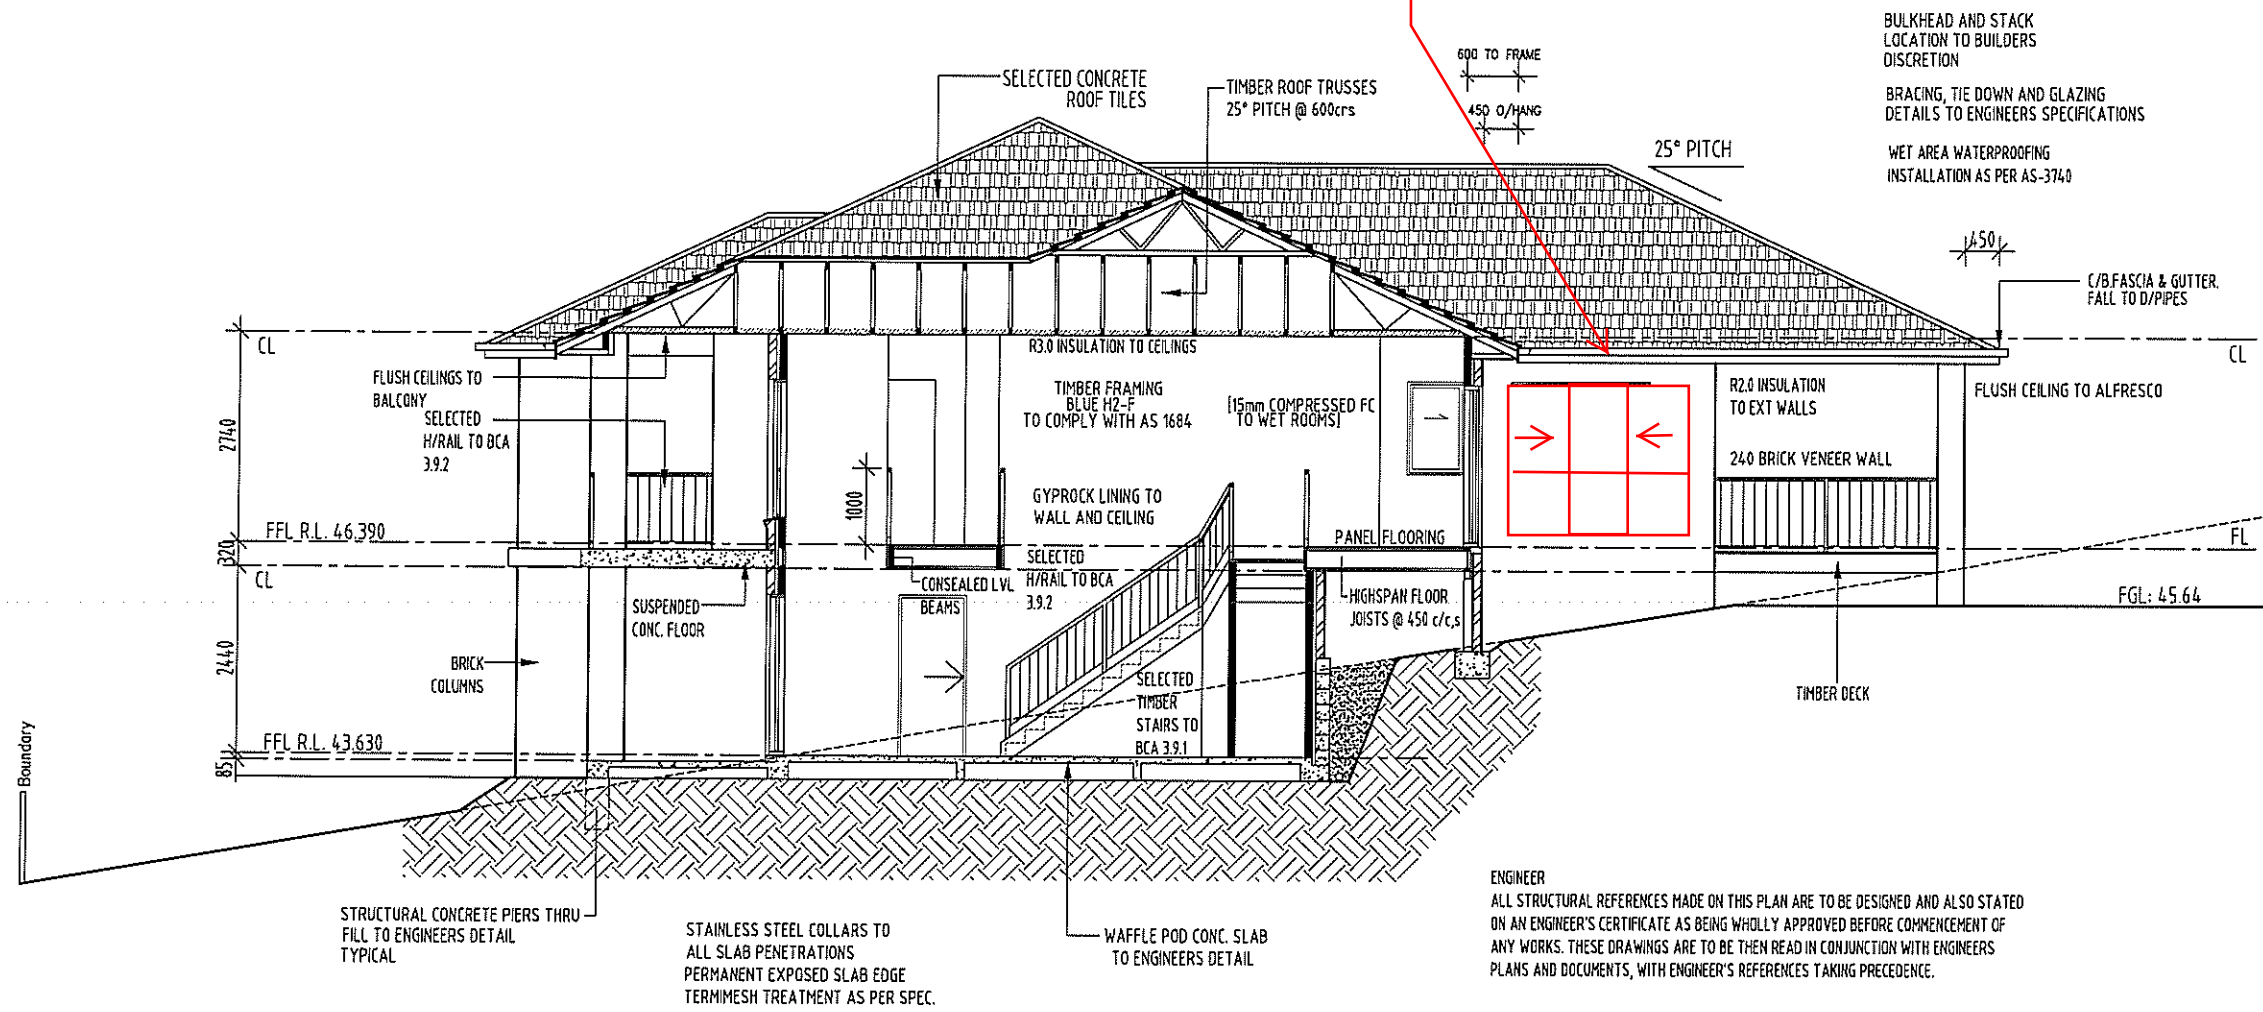 BULKHEAD AND STACK
LOCATION TO BUILDERS
DISCRETION
BRACING, TIE DOWN AND GLAZING
DETAILS TO ENGINEERS SPECIFICATIONS
WET AREA WATERPROOFING
INSTALLATION AS PER AS-3740
600 TO FRAME
450 O/HANG
SELECTED CONCRETE
ROOF TILES
TIMBER ROOF TRUSSES
25° PITCH @ 600crs
25° PITCH
450
C/B.FASCIA & GUTTER.
FALL TO D/PIPES
CL
CL
R3.0 INSULATION TO CEILINGS
FLUSH CEILINGS TO
BALCONY
SELECTED
H/RAIL TO BCA
3.9.2
TIMBER FRAMING
BLUE H2-F
TO COMPLY WITH AS 1684
[15mm COMPRESSED FC
TO WET ROOMS]
R2.0 INSULATION
TO EXT WALLS
FLUSH CEILING TO ALFRESCO
240 BRICK VENEER WALL
2740
1000
GYPROCK LINING TO
WALL AND CEILING
FFL R.L. 46.390
PANEL FLOORING
FL
320
CL
CONSEALED LVL
BEAMS
SELECTED
H/RAIL TO BCA
3.9.2
HIGHSPAN FLOOR
JOISTS @ 450 c/c,s
FGL: 45.64
SUSPENDED
CONC. FLOOR
2440
BRICK
COLUMNS
SELECTED
TIMBER
STAIRS TO
BCA 3.9.1
TIMBER DECK
FFL R.L. 43.630
85
Boundary
STRUCTURAL CONCRETE PIERS THRU
FILL TO ENGINEERS DETAIL
TYPICAL
STAINLESS STEEL COLLARS TO
ALL SLAB PENETRATIONS
PERMANENT EXPOSED SLAB EDGE
TERMIMESH TREATMENT AS PER SPEC.
WAFFLE POD CONC. SLAB
TO ENGINEERS DETAIL
ENGINEER
ALL STRUCTURAL REFERENCES MADE ON THIS PLAN ARE TO BE DESIGNED AND ALSO STATED
ON AN ENGINEER'S CERTIFICATE AS BEING WHOLLY APPROVED BEFORE COMMENCEMENT OF
ANY WORKS. THESE DRAWINGS ARE TO BE THEN READ IN CONJUNCTION WITH ENGINEERS
PLANS AND DOCUMENTS, WITH ENGINEER'S REFERENCES TAKING PRECEDENCE.